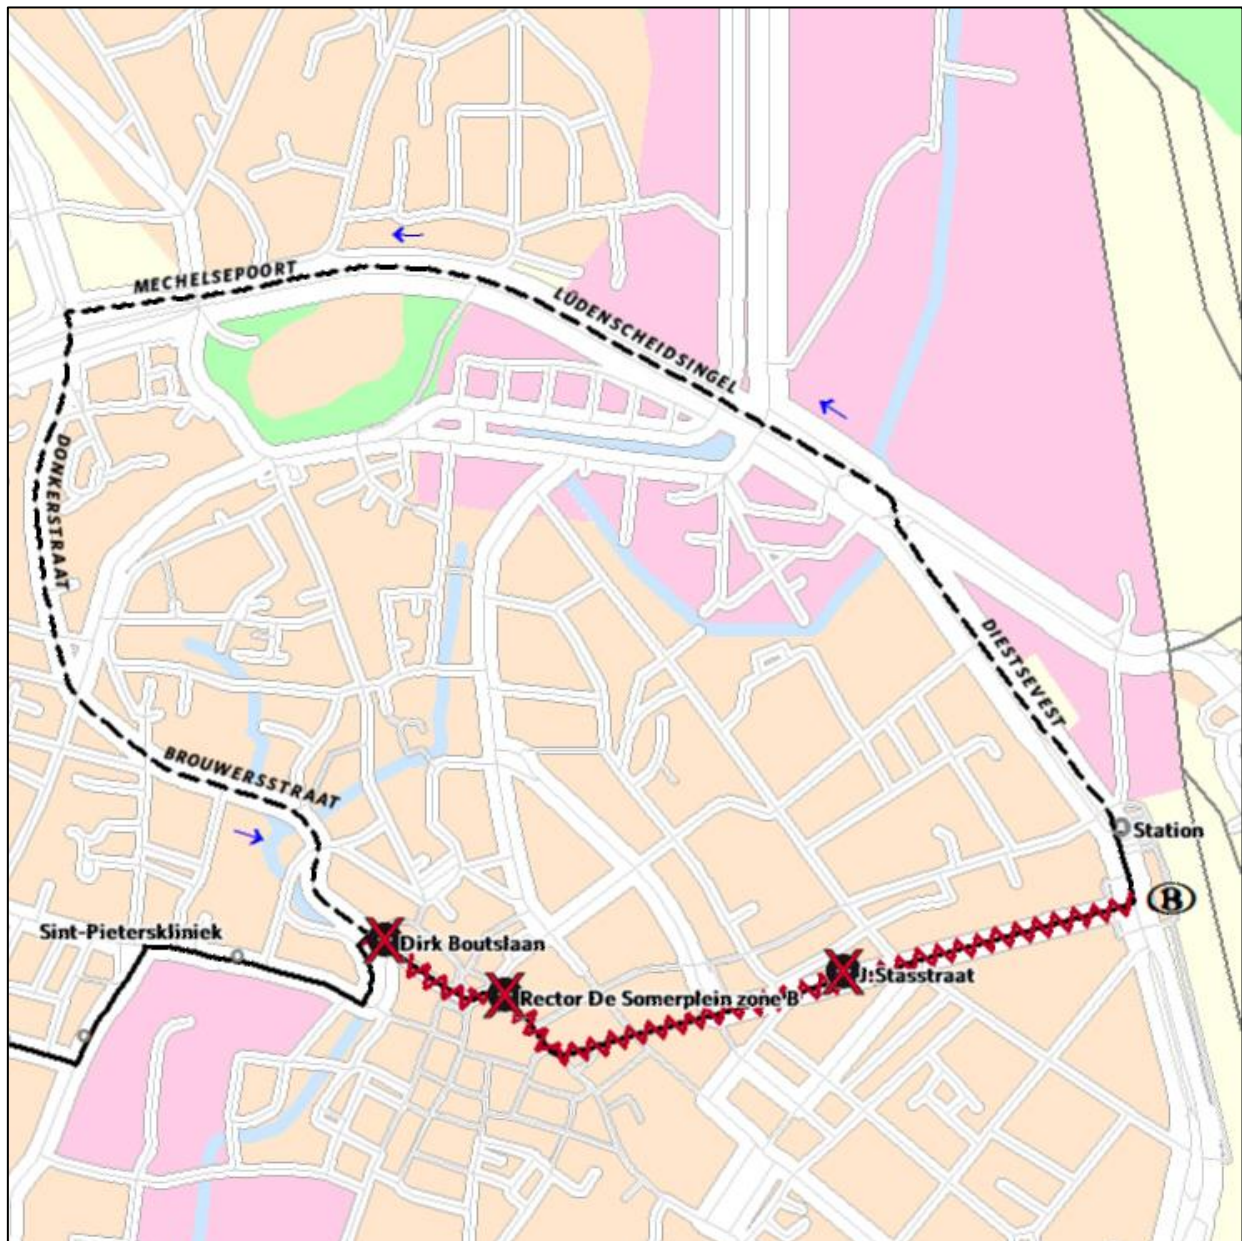 MECHELSEPOORT
LÜDENSCHEIDSINGEL
DONKERSTRAAT
DIESTSEVEST
BROUWERSSTRAAT
Station
B
Sint-Pieterskliniek
Dirk Boutslaan
J.Stasstraat
Rector De Somerplein zone B